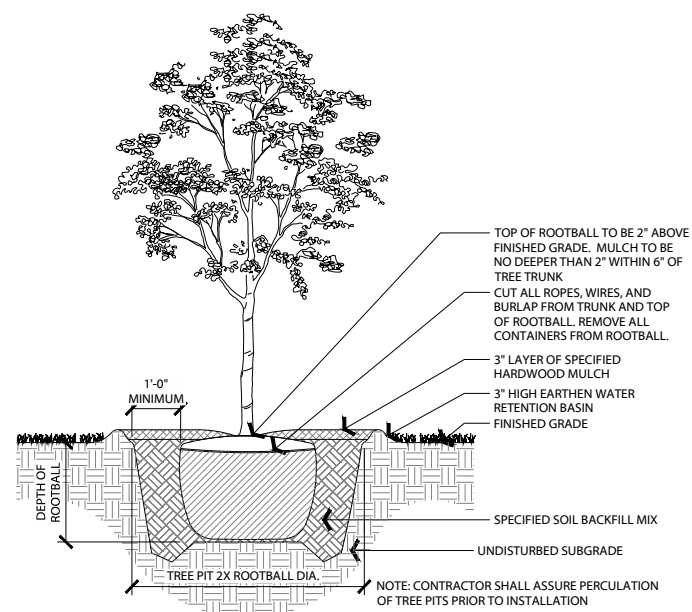 TOP OF ROOTBALL TO BE 2" ABOVE
FINISHED GRADE. MULCH TO BE
NO DEEPER THAN 2" WITHIN 6" OF
TREE TRUNK
CUT ALL ROPES, WIRES, AND
BURLAP FROM TRUNK AND TOP
OF ROOTBALL. REMOVE ALL
CONTAINERS FROM ROOTBALL.
3" LAYER OF SPECIFIED
HARDWOOD MULCH
3" HIGH EARTHEN WATER
RETENTION BASIN
FINISHED GRADE
1'-0"
MINIMUM.
DEPTH OF
ROOTBALL
SPECIFIED SOIL BACKFILL MIX
UNDISTURBED SUBGRADE
TREE PIT 2X ROOTBALL DIA.
NOTE: CONTRACTOR SHALL ASSURE PERCULATION
OF TREE PITS PRIOR TO INSTALLATION